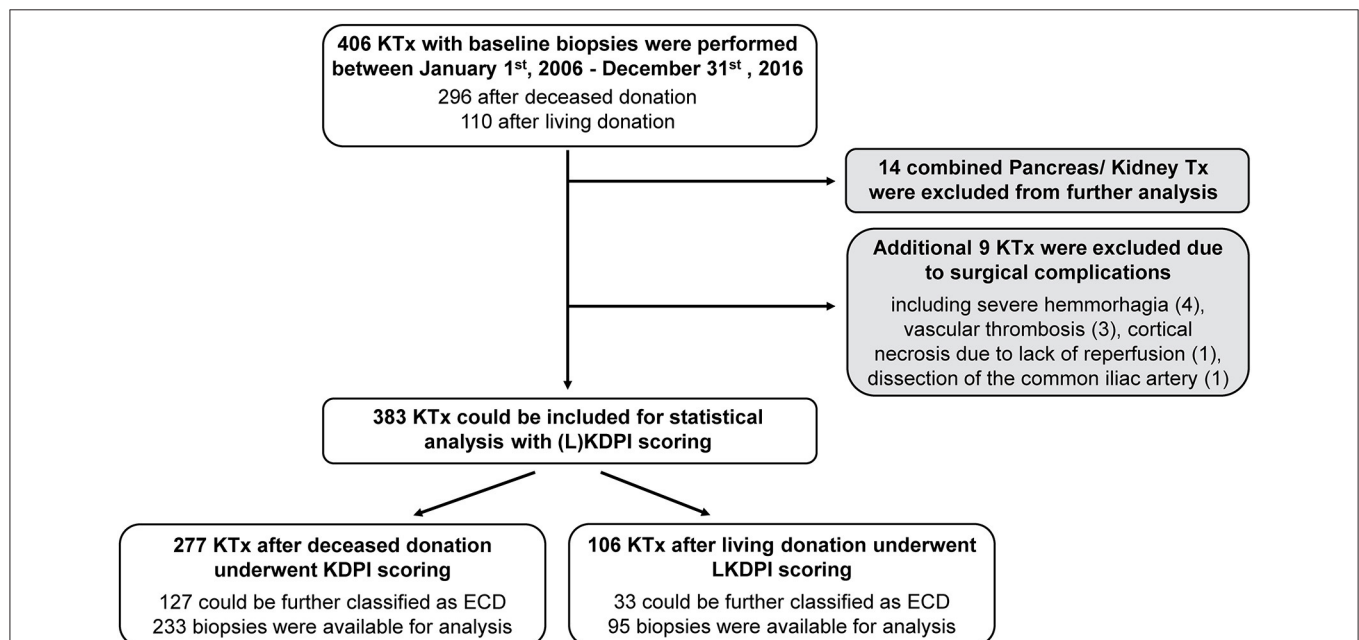 406 KTx with baseline biopsies were performed
between January 1st, 2006 - December 31st , 2016
296 after deceased donation
110 after living donation
14 combined Pancreas/ Kidney Tx
were excluded from further analysis
Additional 9 KTx were excluded due
to surgical complications
including severe hemmorhagia (4),
vascular thrombosis (3), cortical
necrosis due to lack of reperfusion (1),
dissection of the common iliac artery (1)
383 KTx could be included for statistical
analysis with (L)KDPI scoring
277 KTx after deceased donation
underwent KDPI scoring
127 could be further classified as ECD
233 biopsies were available for analysis
106 KTx after living donation underwent
LKDPI scoring
33 could be further classified as ECD
95 biopsies were available for analysis